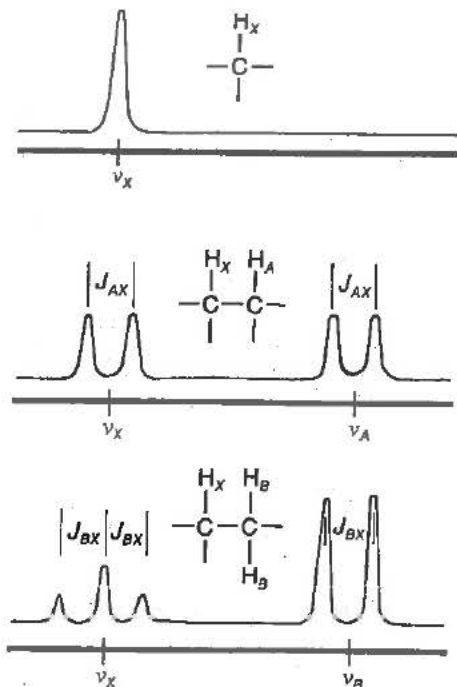 H_X
C
ν_X
J_AX H_X H_A J_AX
C C
ν_X ν_A
J_BX J_BX H_X H_B J_BX
C C
H_B
ν_X ν_B